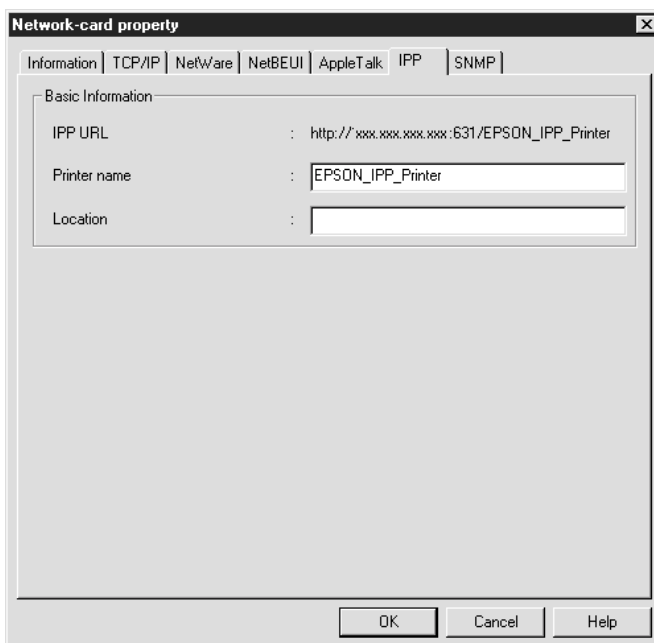 Network-card property
Information TCP/IP NetWare NetBEUI AppleTalk IPP SNMP
Basic Information
IPP URL : http://`xxx.xxx.xxx.xxx:631/EPSON_IPP_Printer
Printer name : EPSON_IPP_Printer
Location :
OK Cancel Help